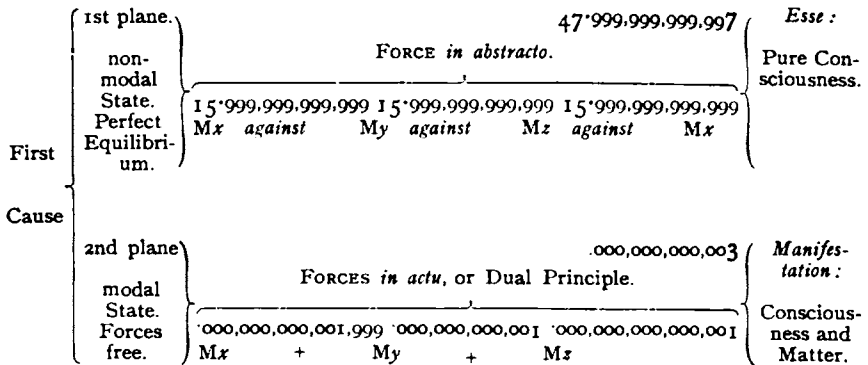 1st plane.
47·999,999,999,997
Esse :
FORCE in abstracto.
non-
modal
State.
Perfect
Equilibri-
um.
Pure Con-
sciousness.
15·999,999,999,999 15·999,999,999,999 15·999,999,999,999
Mx against My against Mz against Mx
First
Cause
2nd plane
.000,000,000,003
Manifes-
tation :
FORCES in actu, or Dual Principle.
modal
State.
Forces
free.
Conscious-
ness and
Matter.
·000,000,000,001,999 ·000,000,000,001 ·000,000,000,000,001
Mx + My + Mz